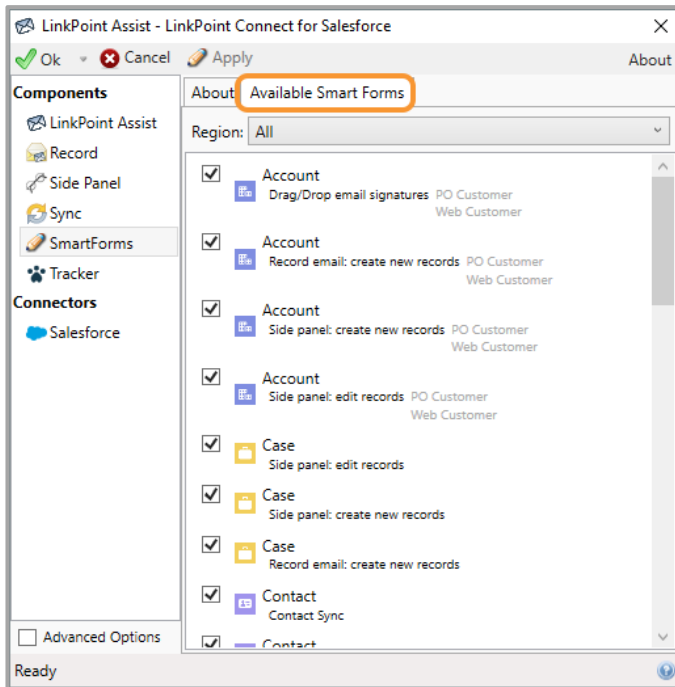 LinkPoint Assist - LinkPoint Connect for Salesforce
Ok Cancel Apply About
Components
LinkPoint Assist
Record
Side Panel
Sync
SmartForms
Tracker
Connectors
Salesforce
Advanced Options
About Available Smart Forms
Region: All
Account
Drag/Drop email signatures PO Customer
Web Customer
Account
Record email: create new records PO Customer
Web Customer
Account
Side panel: create new records PO Customer
Web Customer
Account
Side panel: edit records PO Customer
Web Customer
Case
Side panel: edit records
Case
Side panel: create new records
Case
Record email: create new records
Contact
Contact Sync
Contact
Ready